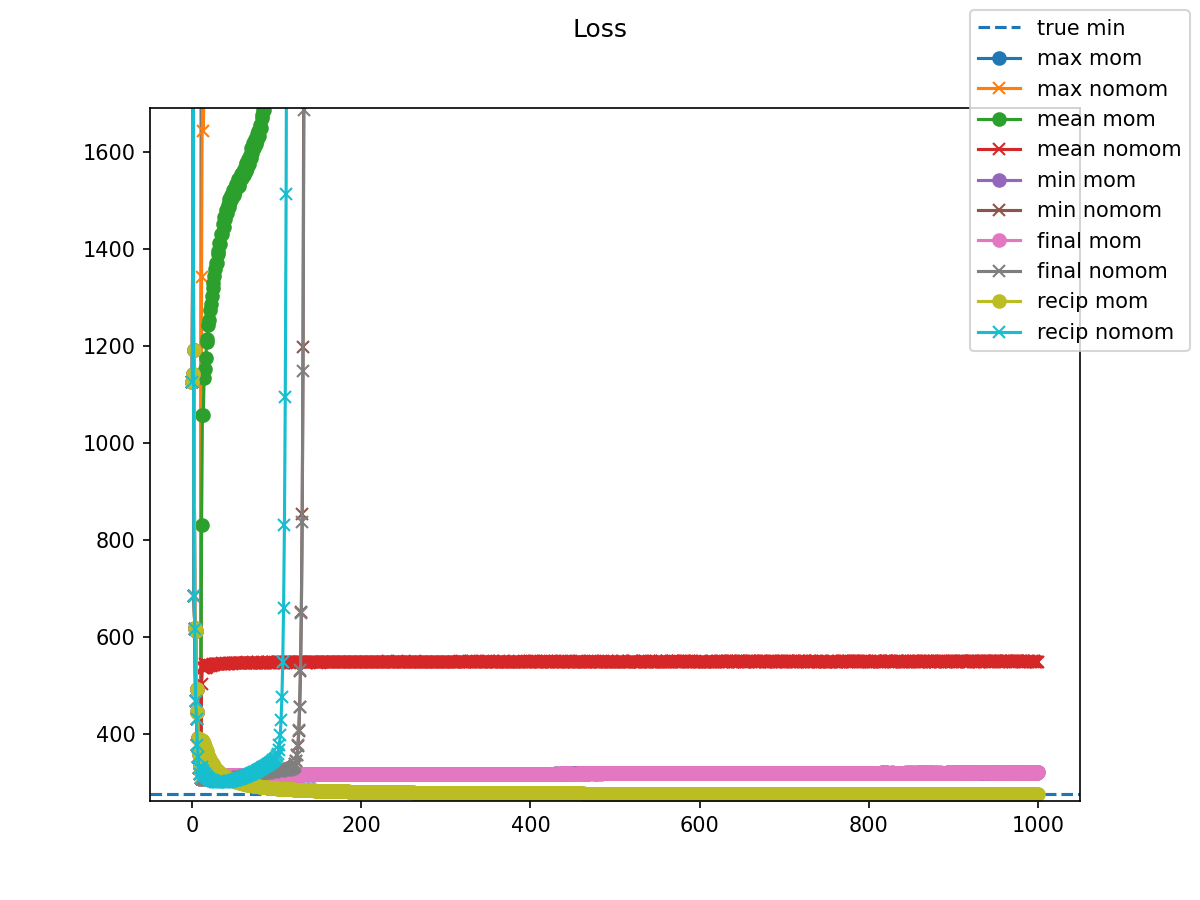 Loss
true min
max mom
max nomom
mean mom
mean nomom
min mom
min nomom
final mom
final nomom
recip mom
recip nomom
1600
1400
1200
1000
800
600
400
0 200 400 600 800 1000